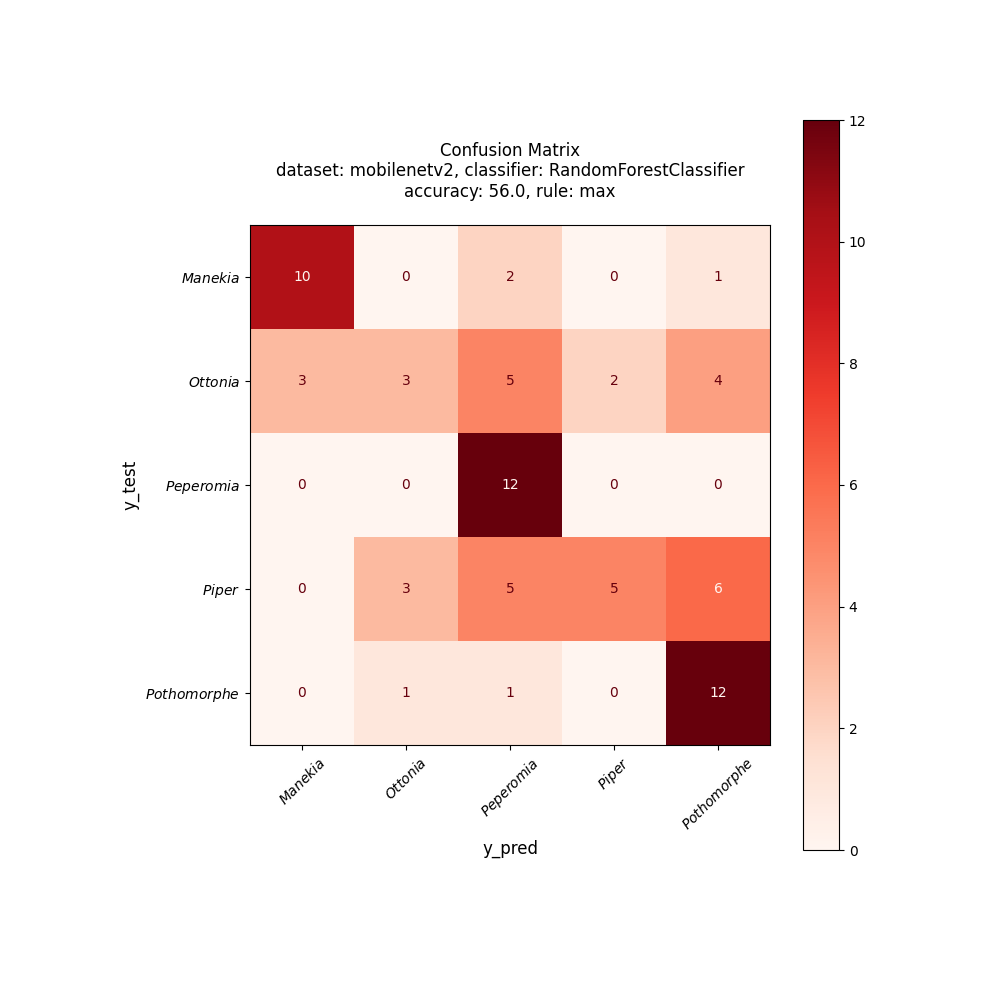 Confusion Matrix
dataset: mobilenetv2, classifier: RandomForestClassifier
accuracy: 56.0, rule: max
12
10
8
6
4
2
0
y_test
Manekia 10 0 2 0 1
Ottonia 3 3 5 2 4
Peperomia 0 0 12 0 0
Piper 0 3 5 5 6
Pothomorphe 0 1 1 0 12
Manekia Ottonia Peperomia Piper Pothomorphe
y_pred